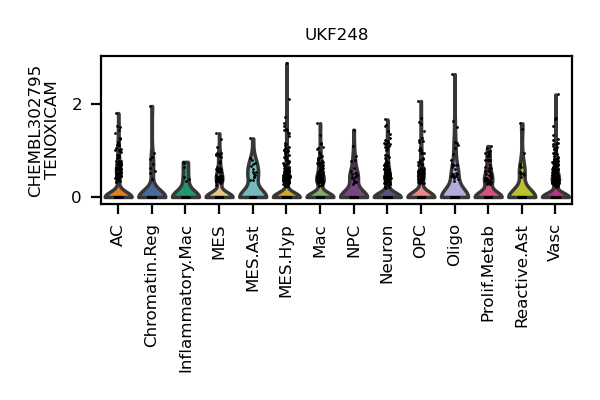 UKF248
CHEMBL302795
TENOXICAM
2
0
AC
Chromatin.Reg
Inflammatory.Mac
MES
MES.Ast
MES.Hyp
Mac
NPC
Neuron
OPC
Oligo
Prolif.Metab
Reactive.Ast
Vasc